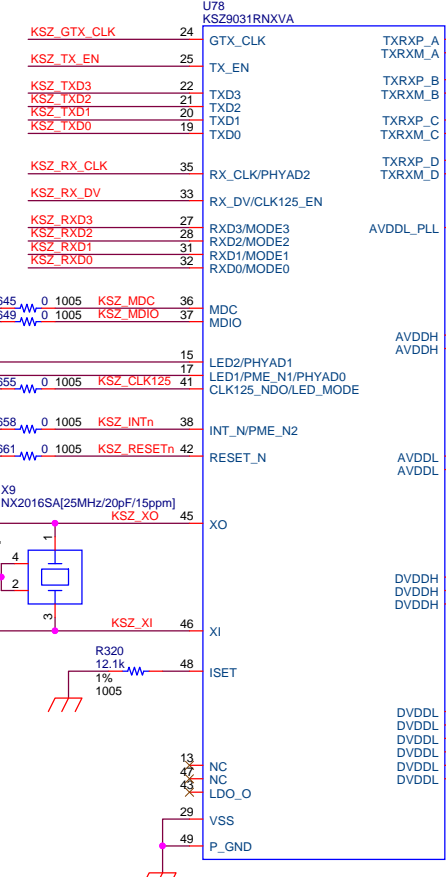 U78
KSZ9031RNXVA
KSZ_GTX_CLK 24 GTX_CLK TXRXP_A
TXRXM_A
KSZ_TX_EN 25 TX_EN
TXRXP_B
KSZ_TXD3 22 TXD3 TXRXM_B
KSZ_TXD2 21 TXD2
KSZ_TXD1 20 TXD1 TXRXP_C
KSZ_TXD0 19 TXD0 TXRXM_C
TXRXP_D
KSZ_RX_CLK 35 RX_CLK/PHYAD2 TXRXM_D
KSZ_RX_DV 33 RX_DV/CLK125_EN
KSZ_RXD3 27 RXD3/MODE3 AVDDL_PLL
KSZ_RXD2 28 RXD2/MODE2
KSZ_RXD1 31 RXD1/MODE1
KSZ_RXD0 32 RXD0/MODE0
645 0 1005 KSZ_MDC 36 MDC
649 0 1005 KSZ_MDIO 37 MDIO
AVDDH
AVDDH
15 LED2/PHYAD1
17 LED1/PME_N1/PHYAD0
655 0 1005 KSZ_CLK125 41 CLK125_NDO/LED_MODE
658 0 1005 KSZ_INTn 38 INT_N/PME_N2
661 0 1005 KSZ_RESETn 42 RESET_N AVDDL
AVDDL
X9
NX2016SA[25MHz/20pF/15ppm]
KSZ_XO 45 XO
1
4
2
3
DVDDH
DVDDH
DVDDH
KSZ_XI 46 XI
R320
12.1k 48 ISET
1%
1005
DVDDL
DVDDL
DVDDL
DVDDL
13 NC DVDDL
47 NC DVDDL
43 LDO_O
29 VSS
49 P_GND